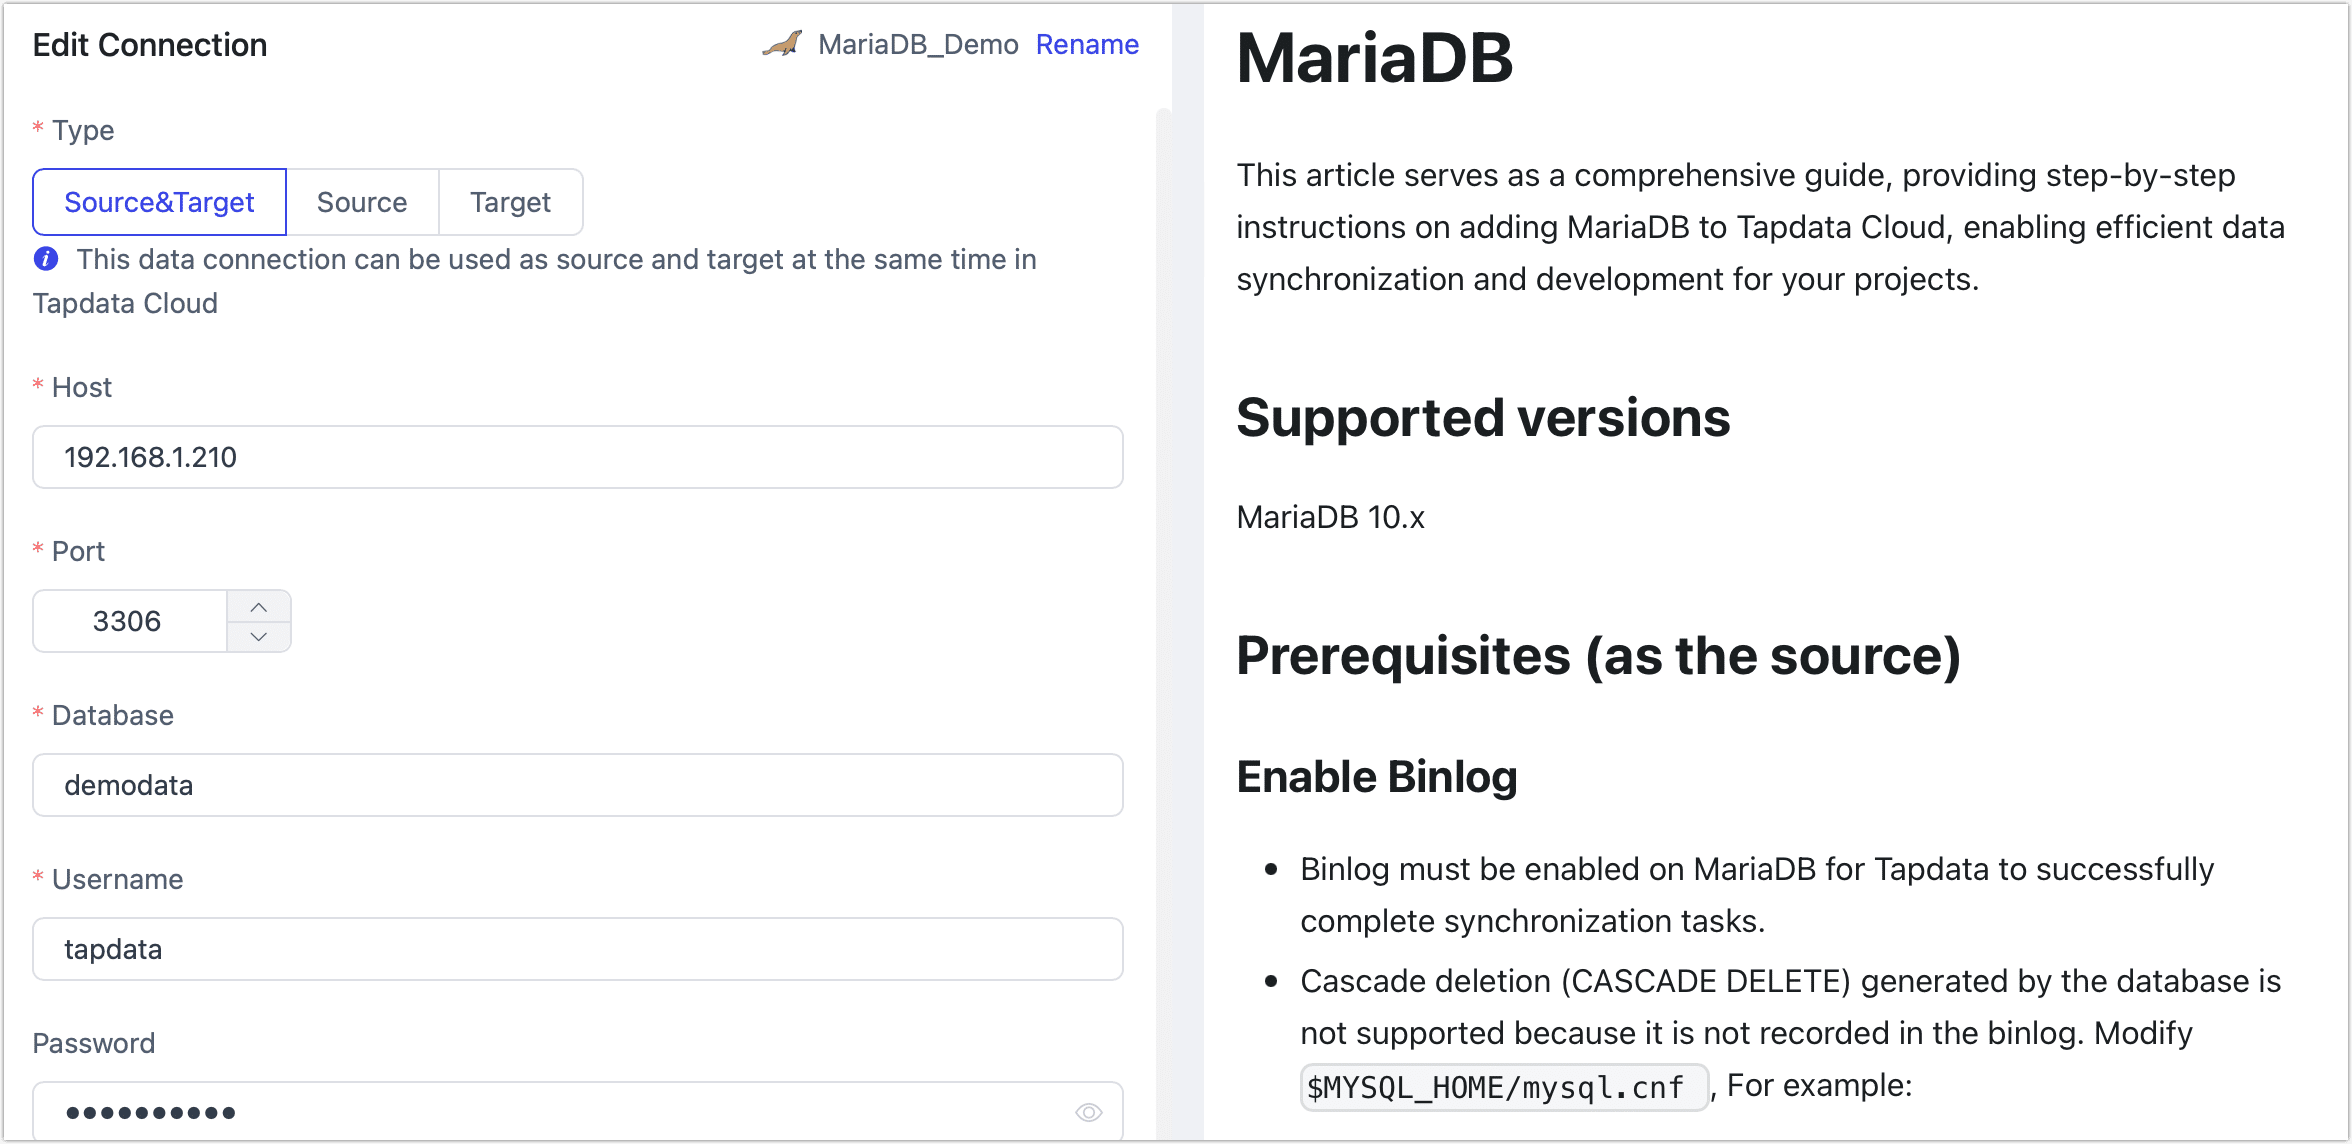 Edit Connection
MariaDB_Demo Rename
* Type
Source&Target Source Target
This data connection can be used as source and target at the same time in
Tapdata Cloud
* Host
192.168.1.210
* Port
3306
* Database
demodata
* Username
tapdata
Password
••••••••••
MariaDB
This article serves as a comprehensive guide, providing step-by-step
instructions on adding MariaDB to Tapdata Cloud, enabling efficient data
synchronization and development for your projects.
Supported versions
MariaDB 10.x
Prerequisites (as the source)
Enable Binlog
• Binlog must be enabled on MariaDB for Tapdata to successfully
complete synchronization tasks.
• Cascade deletion (CASCADE DELETE) generated by the database is
not supported because it is not recorded in the binlog. Modify
$MYSQL_HOME/mysql.cnf , For example: